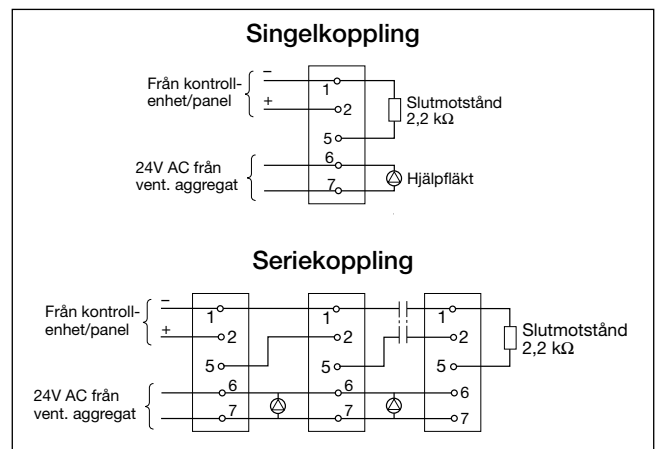 Singelkoppling
Från kontroll-
enhet/panel
–
+
1
2
5
6
7
Slutmotstånd
2,2 kΩ
24V AC från
vent. aggregat
Hjälpfläkt
Seriekoppling
Från kontroll-
enhet/panel
–
+
1
2
5
6
7
1
2
5
6
7
1
2
5
6
7
Slutmotstånd
2,2 kΩ
24V AC från
vent. aggregat